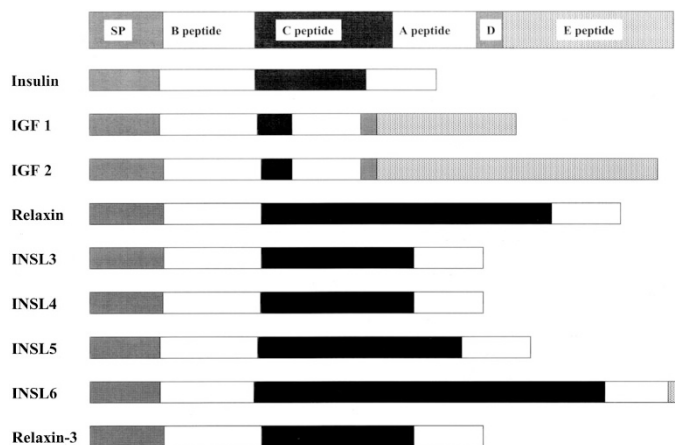 SP B peptide C peptide A peptide D E peptide
Insulin
IGF 1
IGF 2
Relaxin
INSL3
INSL4
INSL5
INSL6
Relaxin-3